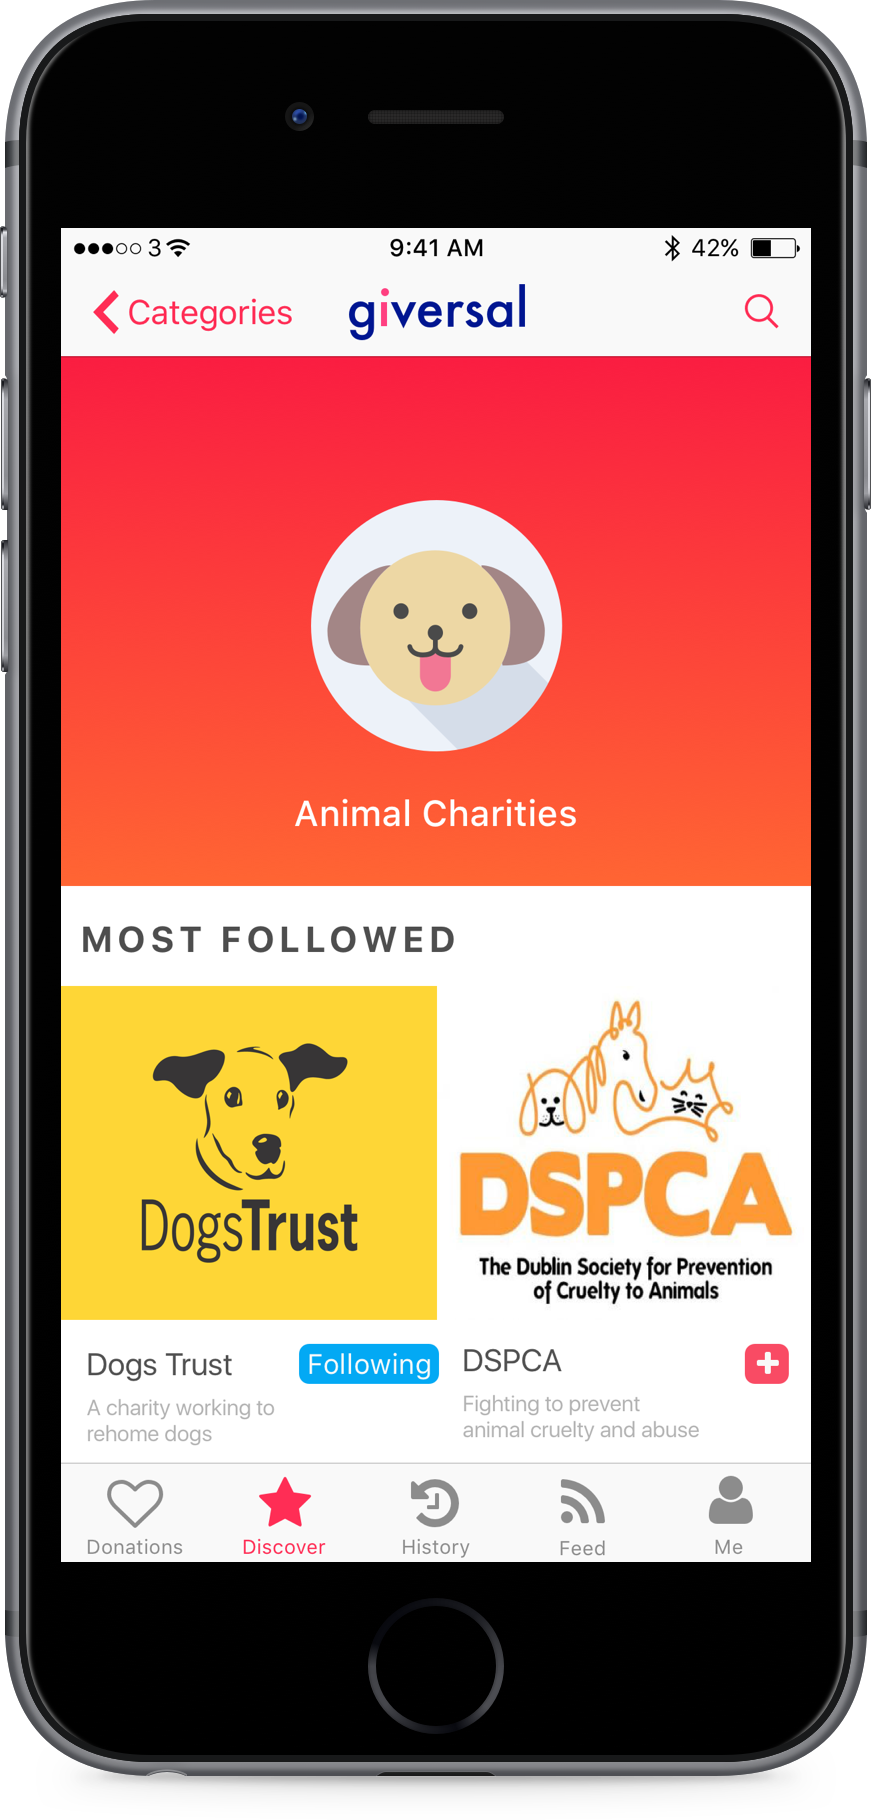 3 9:41 AM 42%
Categories giversal
Animal Charities
MOST FOLLOWED
DogsTrust
DSPCA
The Dublin Society for Prevention
of Cruelty to Animals
Dogs Trust Following
A charity working to
rehome dogs
DSPCA
Fighting to prevent
animal cruelty and abuse
Donations Discover History Feed Me